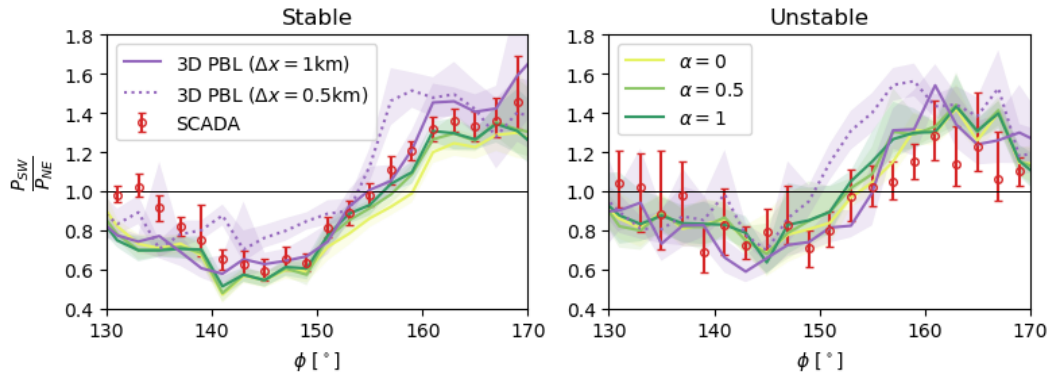 Stable
Unstable
P_SW / P_NE
1.8
1.6
1.4
1.2
1.0
0.8
0.6
0.4
3D PBL (Δx = 1km)
3D PBL (Δx = 0.5km)
SCADA
130
140
150
160
170
ϕ [°]
1.8
1.6
1.4
1.2
1.0
0.8
0.6
0.4
α = 0
α = 0.5
α = 1
130
140
150
160
170
ϕ [°]